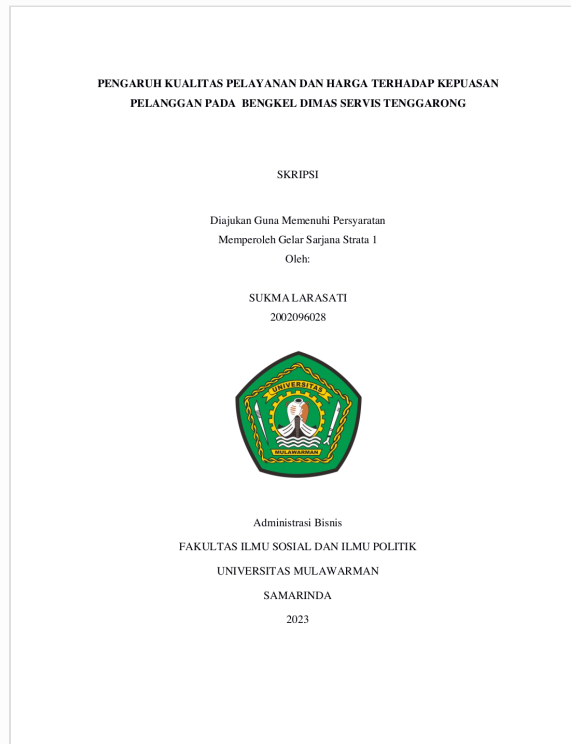 PENGARUH KUALITAS PELAYANAN DAN HARGA TERHADAP KEPUASAN
PELANGGAN PADA BENGKEL DIMAS SERVIS TENGGARONG
SKRIPSI
Diajukan Guna Memenuhi Persyaratan
Memperoleh Gelar Sarjana Strata 1
Oleh:
SUKMA LARASATI
2002096028
UNIVERSITAS
MULAWARMAN
Administrasi Bisnis
FAKULTAS ILMU SOSIAL DAN ILMU POLITIK
UNIVERSITAS MULAWARMAN
SAMARINDA
2023